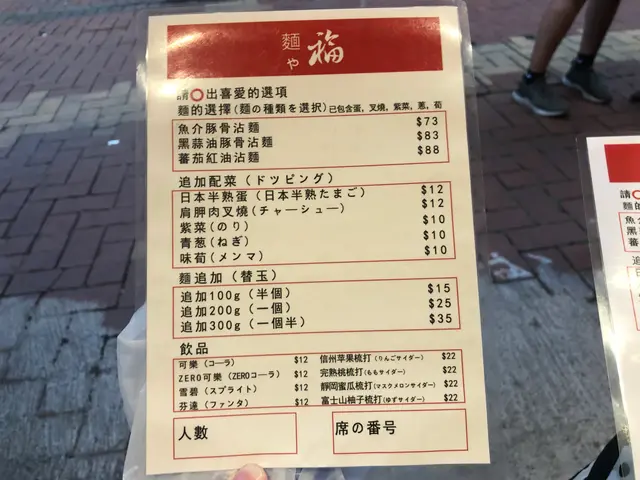 麵や福
請〇出喜愛的選項
麵的選擇(麵の種類を選択)已包含蛋, 叉燒, 紫菜, 葱, 荀
魚介豚骨沾麵 $73
黑蒜油豚骨沾麵 $83
蕃茄紅油沾麵 $88
追加配菜(ドツピング)
日本半熟蛋(日本半熟たまご) $12
肩胛肉叉燒(チャーシュー) $12
紫菜(のり) $10
青葱(ねぎ) $10
味荀(メンマ) $10
麵追加(替玉)
追加100g(半個) $15
追加200g(一個) $25
追加300g(一個半) $35
飲品
可樂(コーラ) $12 信州苹果梳打(りんごサイダー) $22
ZERO可樂(ZEROコーラ) $12 完熟桃梳打(ももサイダー) $22
雪碧(スプライト) $12 靜岡蜜瓜梳打(マスクメロンサイダー) $22
芬達(ファンタ) $12 富士山柚子梳打(ゆずサイダー) $22
人數 席の番号
請
麵的
魚介
黑
蕃